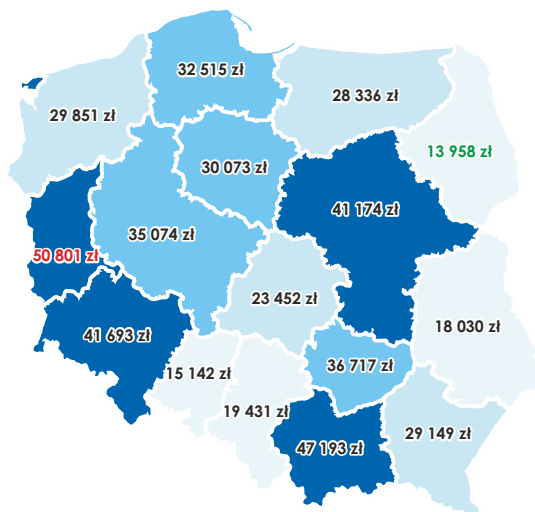 32 515 zł
28 336 zł
29 851 zł
13 958 zł
30 073 zł
41 174 zł
35 074 zł
50 801 zł
23 452 zł
18 030 zł
41 693 zł
36 717 zł
15 142 zł
19 431 zł
29 149 zł
47 193 zł